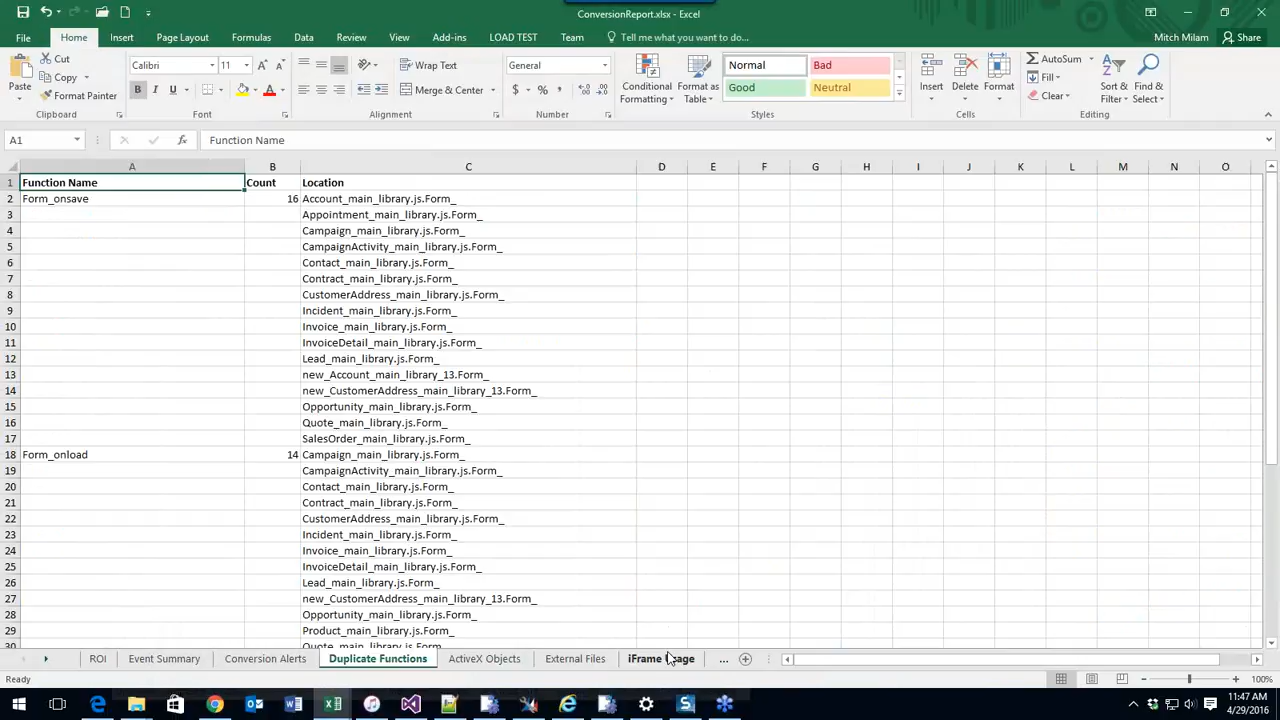 ConversionReport.xlsx - Excel
File Home Insert Page Layout Formulas Data Review View Add-ins LOAD TEST Team Tell me what you want to do... Mitch Milam Share
Paste Cut Copy Format Painter Clipboard
Calibri 11 A A B I U A Font
Wrap Text Merge & Center Alignment
General $ % , Number
Conditional Formatting Format as Table Normal Bad Good Neutral Styles
Insert Delete Format Cells
AutoSum Fill Clear Sort & Filter Find & Select Editing
A1 fx Function Name
A B C D E F G H I J K L M N O
1 Function Name Count Location
2 Form_onsave 16 Account_main_library.js.Form_
3 Appointment_main_library.js.Form_
4 Campaign_main_library.js.Form_
5 CampaignActivity_main_library.js.Form_
6 Contact_main_library.js.Form_
7 Contract_main_library.js.Form_
8 CustomerAddress_main_library.js.Form_
9 Incident_main_library.js.Form_
10 Invoice_main_library.js.Form_
11 InvoiceDetail_main_library.js.Form_
12 Lead_main_library.js.Form_
13 new_Account_main_library_13.Form_
14 new_CustomerAddress_main_library_13.Form_
15 Opportunity_main_library.js.Form_
16 Quote_main_library.js.Form_
17 SalesOrder_main_library.js.Form_
18 Form_onload 14 Campaign_main_library.js.Form_
19 CampaignActivity_main_library.js.Form_
20 Contact_main_library.js.Form_
21 Contract_main_library.js.Form_
22 CustomerAddress_main_library.js.Form_
23 Incident_main_library.js.Form_
24 Invoice_main_library.js.Form_
25 InvoiceDetail_main_library.js.Form_
26 Lead_main_library.js.Form_
27 new_CustomerAddress_main_library_13.Form_
28 Opportunity_main_library.js.Form_
29 Product_main_library.js.Form_
30 Quote_main_library.js.Form_
ROI Event Summary Conversion Alerts Duplicate Functions ActiveX Objects External Files iFrame ...
Ready 100%
11:47 AM
4/29/2016